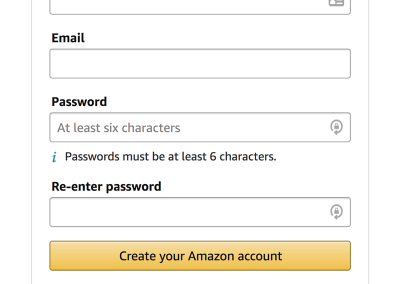 Email
Password
At least six characters
i Passwords must be at least 6 characters.
Re-enter password
Create your Amazon account